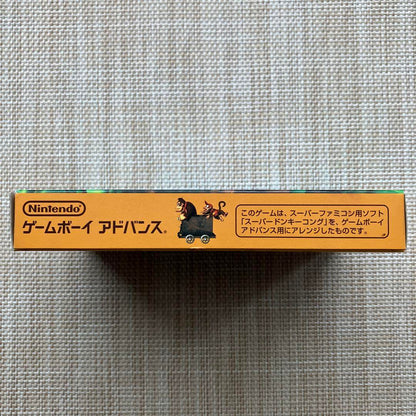 Nintendo
ゲームボーイ アドバンス®
このゲームは、スーパーファミコン用ソフト
「スーパードンキーコング」を、ゲームボーイ
アドバンス用にアレンジしたものです。